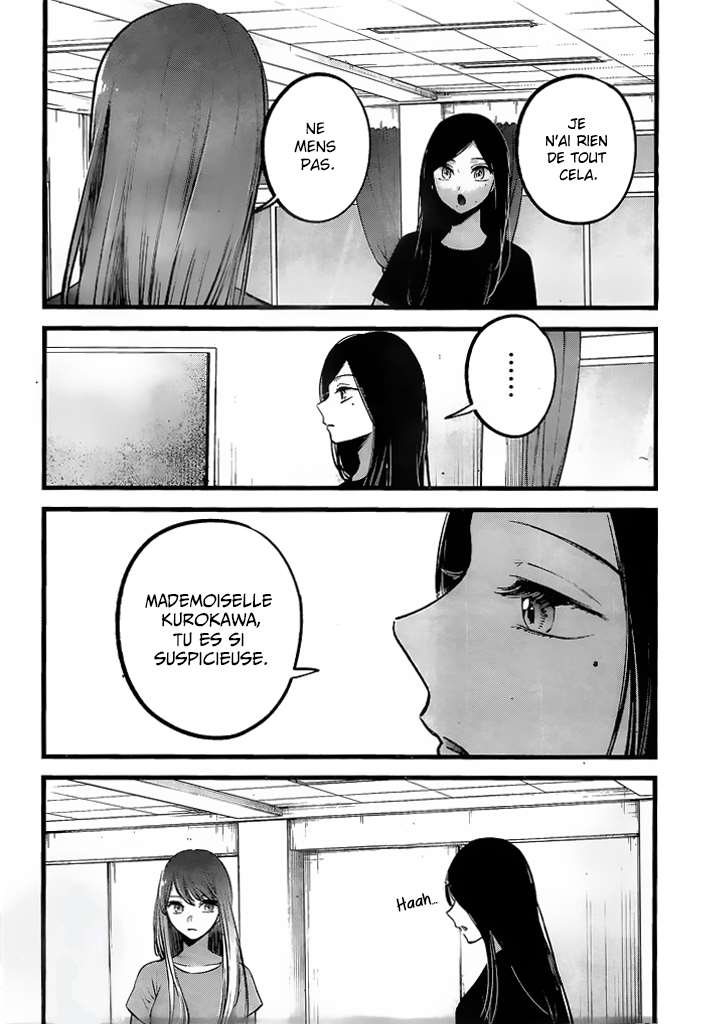 JE
N'AI RIEN
DE TOUT
CELA.
NE
MENS
PAS.
.......
MADEMOISELLE
KUROKAWA,
TU ES SI
SUSPICIEUSE.
Haah...